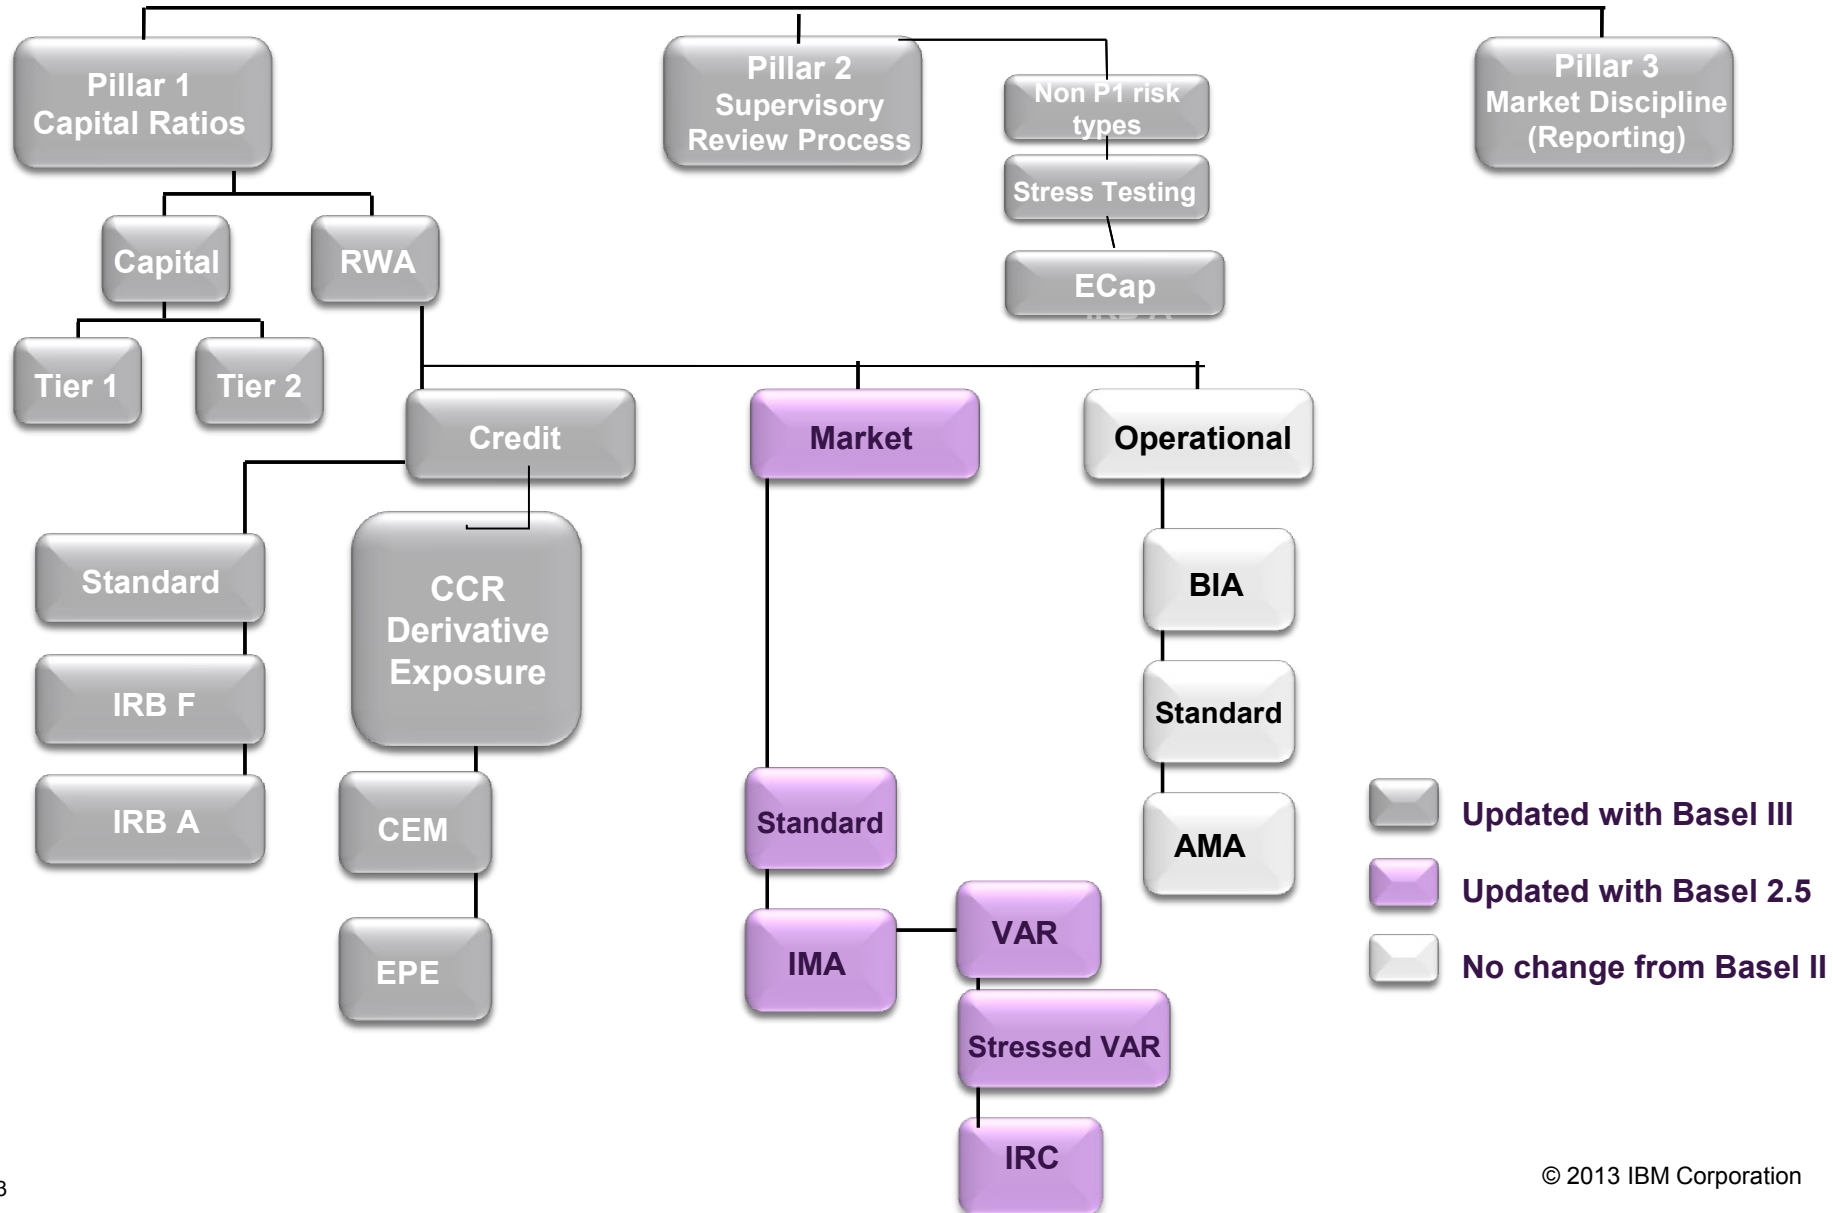 Pillar 1
Capital Ratios
Pillar 2
Supervisory
Review Process
Non P1 risk
types
Stress Testing
ECap
IRB A
Pillar 3
Market Discipline
(Reporting)
Capital
RWA
Tier 1
Tier 2
Credit
Market
Operational
Standard
IRB F
IRB A
CCR
Derivative
Exposure
CEM
EPE
Standard
IMA
VAR
Stressed VAR
IRC
BIA
Standard
AMA
Updated with Basel III
Updated with Basel 2.5
No change from Basel II
3
© 2013 IBM Corporation